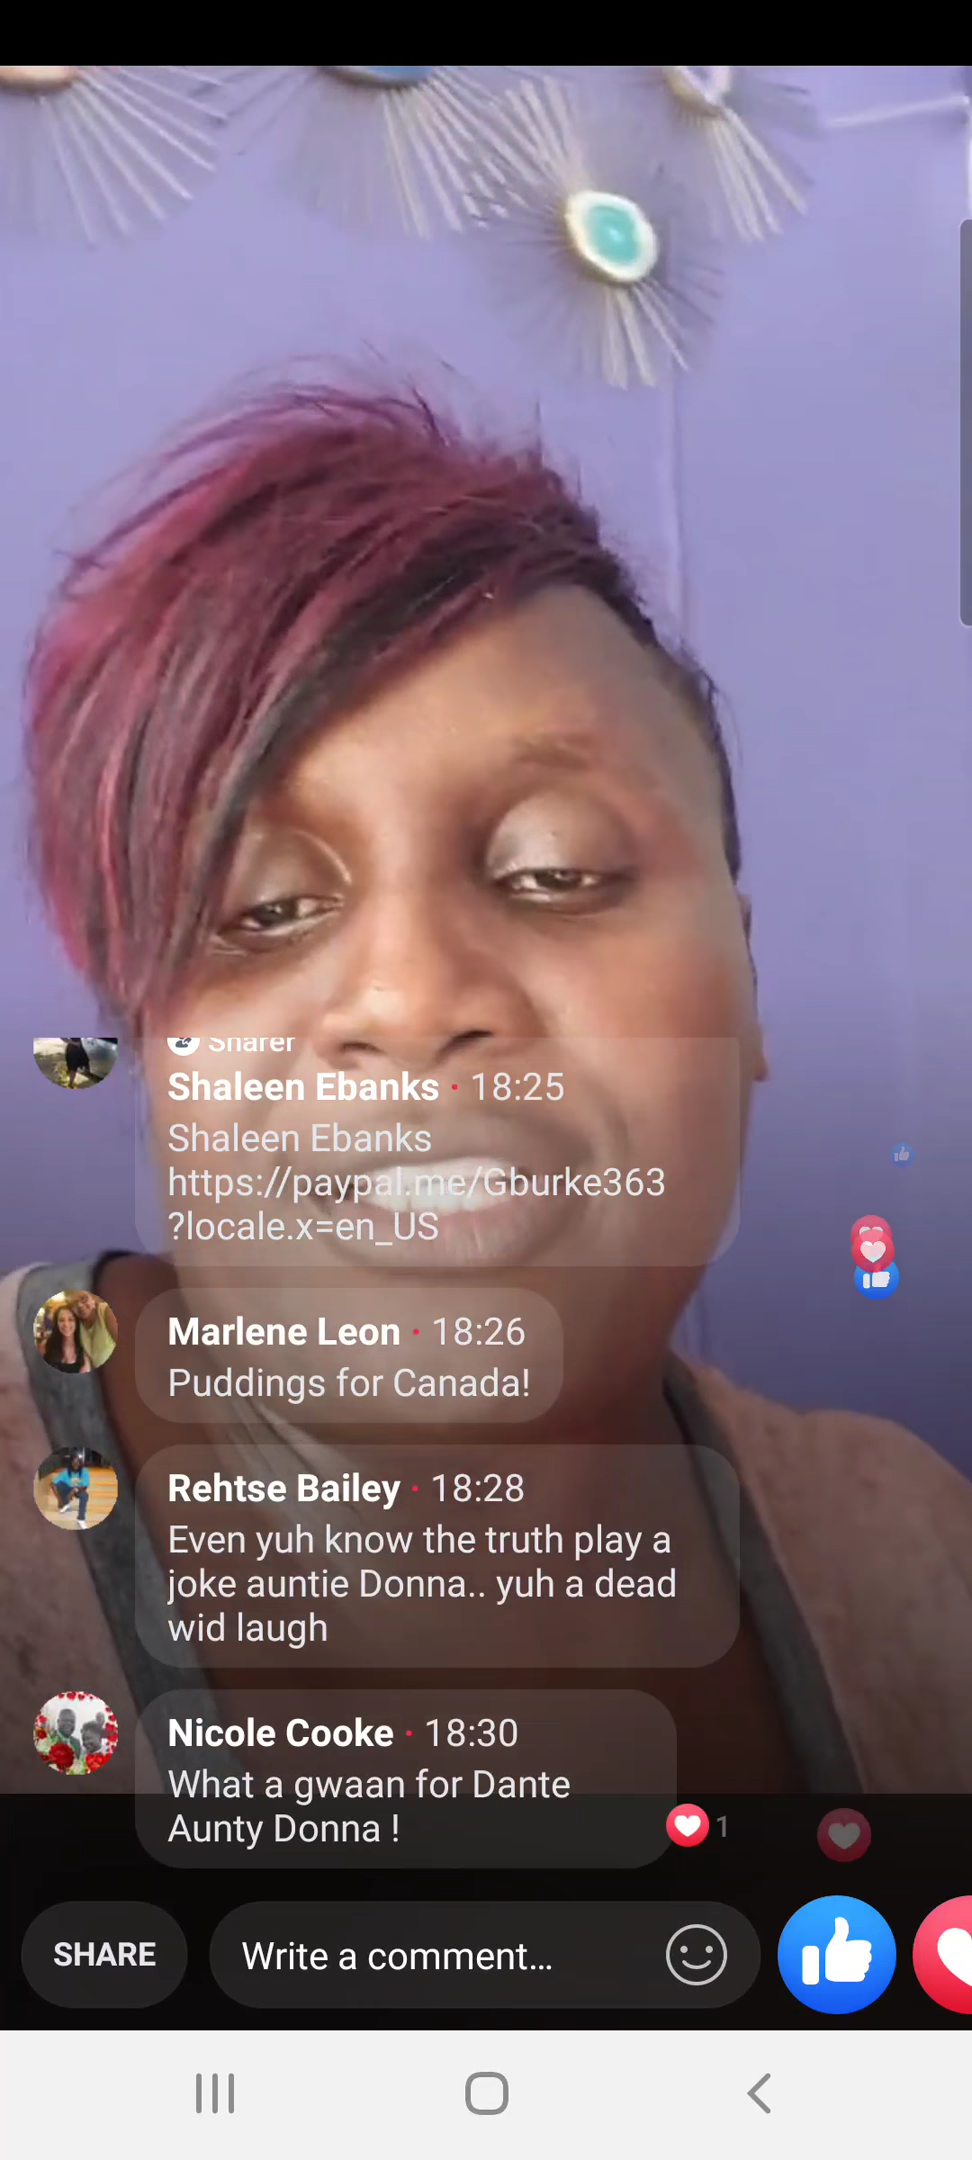 Sharer
Shaleen Ebanks · 18:25
Shaleen Ebanks
https://paypal.me/Gburke363
?locale.x=en_US
Marlene Leon · 18:26
Puddings for Canada!
Rehtse Bailey · 18:28
Even yuh know the truth play a
joke auntie Donna.. yuh a dead
wid laugh
Nicole Cooke · 18:30
What a gwaan for Dante
Aunty Donna !
1
SHARE
Write a comment...